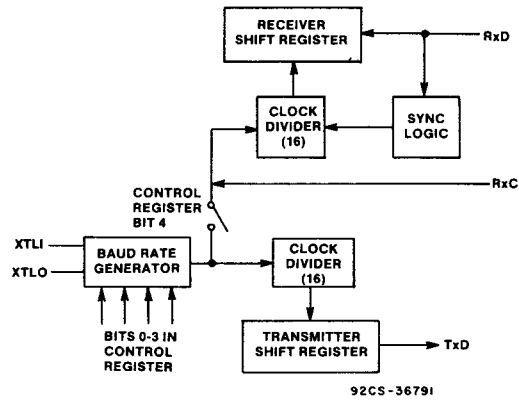 RECEIVER
SHIFT REGISTER
RxD
CLOCK
DIVIDER
(16)
SYNC
LOGIC
RxC
CONTROL
REGISTER
BIT 4
XTLI
XTLO
BAUD RATE
GENERATOR
CLOCK
DIVIDER
(16)
BITS 0-3 IN
CONTROL
REGISTER
TRANSMITTER
SHIFT REGISTER
TxD
92CS-36791